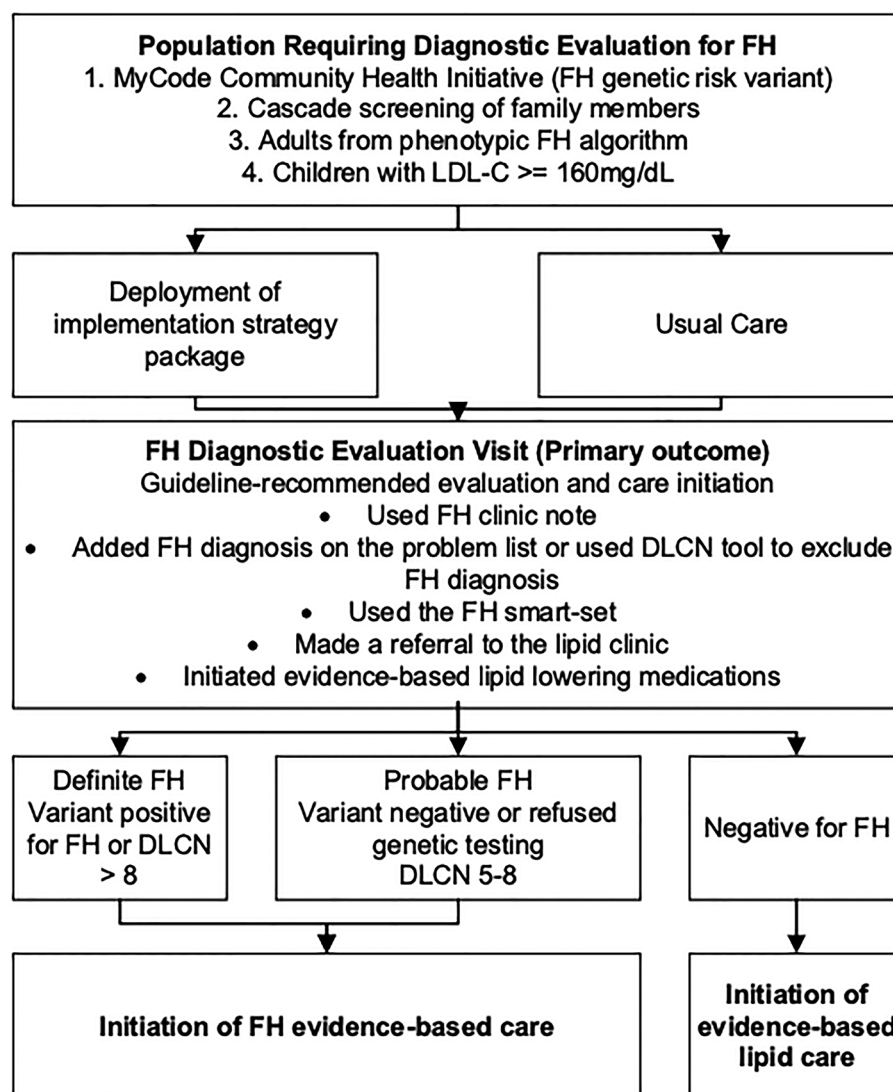 Population Requiring Diagnostic Evaluation for FH
1. MyCode Community Health Initiative (FH genetic risk variant)
2. Cascade screening of family members
3. Adults from phenotypic FH algorithm
4. Children with LDL-C >= 160mg/dL
Deployment of
implementation strategy
package
Usual Care
FH Diagnostic Evaluation Visit (Primary outcome)
Guideline-recommended evaluation and care initiation
• Used FH clinic note
• Added FH diagnosis on the problem list or used DLCN tool to exclude
FH diagnosis
• Used the FH smart-set
• Made a referral to the lipid clinic
• Initiated evidence-based lipid lowering medications
Definite FH
Variant positive
for FH or DLCN
> 8
Probable FH
Variant negative or refused
genetic testing
DLCN 5-8
Negative for FH
Initiation of FH evidence-based care
Initiation of
evidence-based
lipid care